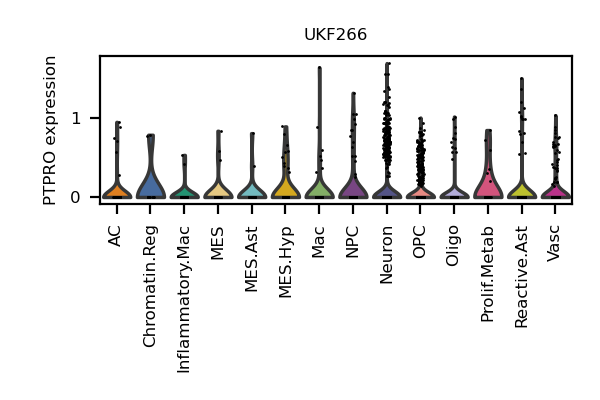 UKF266
PTPRO expression
1
0
AC
Chromatin.Reg
Inflammatory.Mac
MES
MES.Ast
MES.Hyp
Mac
NPC
Neuron
OPC
Oligo
Prolif.Metab
Reactive.Ast
Vasc